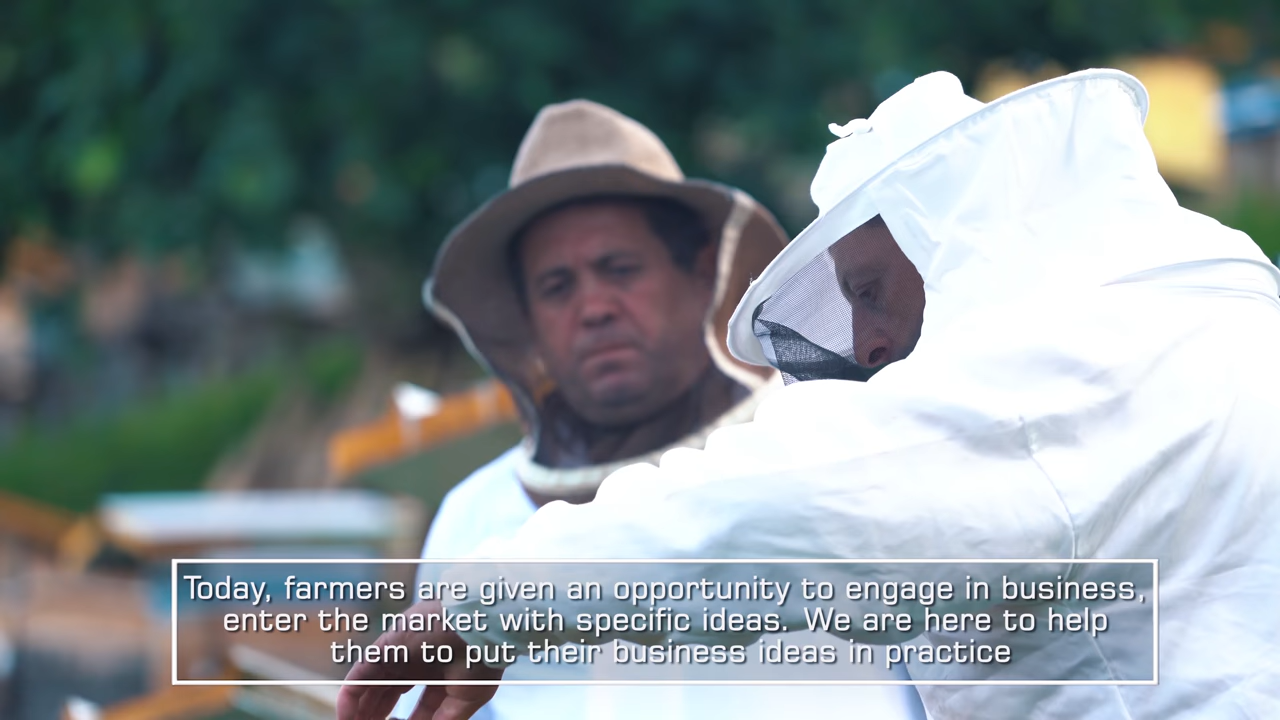 Today, farmers are given an opportunity to engage in business,
enter the market with specific ideas. We are here to help
them to put their business ideas in practice